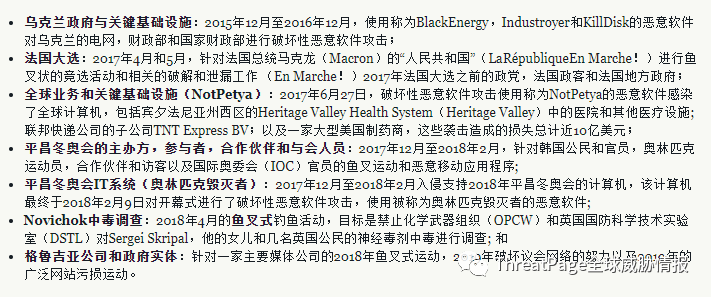 • 乌克兰政府与关键基础设施：2015年12月至2016年12月，使用称为BlackEnergy，Industroyer和KillDisk的恶意软件
对乌克兰的电网，财政部和国家财政部进行破坏性恶意软件攻击；
• 法国大选：2017年4月和5月，针对法国总统马克龙（Macron）的“人民共和国”（LaRépubliqueEn Marche！）进行鱼
叉状的竞选活动和相关的破解和泄漏工作（En Marche！）2017年法国大选之前的政党，法国政客和法国地方政府；
• 全球业务和关键基础设施（NotPetya）：2017年6月27日，破坏性恶意软件攻击使用称为NotPetya的恶意软件感染
了全球计算机，包括宾夕法尼亚州西区的Heritage Valley Health System（Heritage Valley）中的医院和其他医疗设施;
联邦快递公司的子公司TNT Express BV；以及一家大型美国制药商，这些袭击造成的损失总计近10亿美元；
• 平昌冬奥会的主办方，参与者，合作伙伴和与会人员：2017年12月至2018年2月，针对韩国公民和官员，奥林匹克
运动员，合作伙伴和访客以及国际奥委会（IOC）官员的鱼叉运动和恶意移动应用程序;
• 平昌冬奥会IT系统（奥林匹克毁灭者）：2017年12月至2018年2月入侵支持2018年平昌冬奥会的计算机，该计算机
最终于2018年2月9日对开幕式进行了破坏性恶意软件攻击，使用被称为奥林匹克毁灭者的恶意软件;
• Novichok中毒调查：2018年4月的鱼叉式钓鱼活动，目标是禁止化学武器组织（OPCW）和英国国防科学技术实验
室（DSTL）对Sergei Skripal，他的女儿和几名英国公民的神经毒剂中毒进行调查; 和
• 格鲁吉亚公司和政府实体：针对一家主要媒体公司的2018年鱼叉式运动，破坏议会网络的努力以及2019年的
广泛网站污损运动。
ThreatPage全球威胁情报